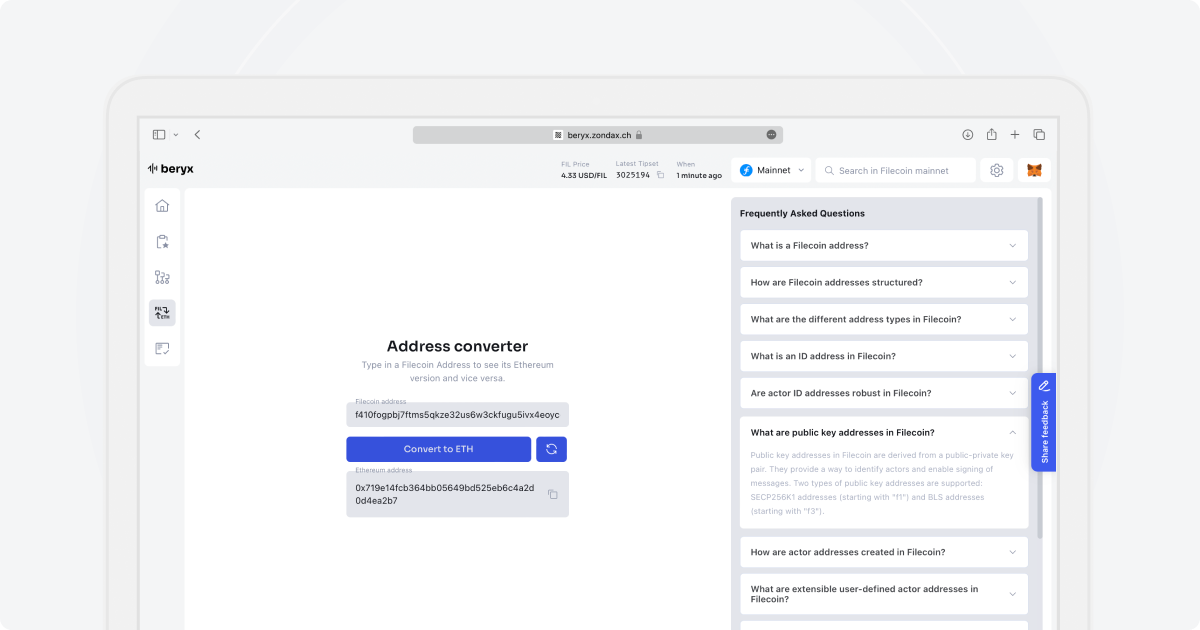 beryx.zondax.ch
beryx
FIL Price
4.33 USD/FIL
Latest Tipset
3025194
When
1 minute ago
Mainnet
Search in Filecoin mainnet
FIL
ETH
Address converter
Type in a Filecoin Address to see its Ethereum
version and vice versa.
Filecoin address
f410fogpbj7ftms5qkze32us6w3ckfugu5ivx4eoyc
Convert to ETH
Ethereum address
0x719e14fcb364bb05649bd525eb6c4a2d
0d4ea2b7
Frequently Asked Questions
What is a Filecoin address?
How are Filecoin addresses structured?
What are the different address types in Filecoin?
What is an ID address in Filecoin?
Are actor ID addresses robust in Filecoin?
What are public key addresses in Filecoin?
Public key addresses in Filecoin are derived from a public-private key
pair. They provide a way to identify actors and enable signing of
messages. Two types of public key addresses are supported:
SECP256K1 addresses (starting with "f1") and BLS addresses
(starting with "f3").
How are actor addresses created in Filecoin?
What are extensible user-defined actor addresses in
Filecoin?
Share feedback